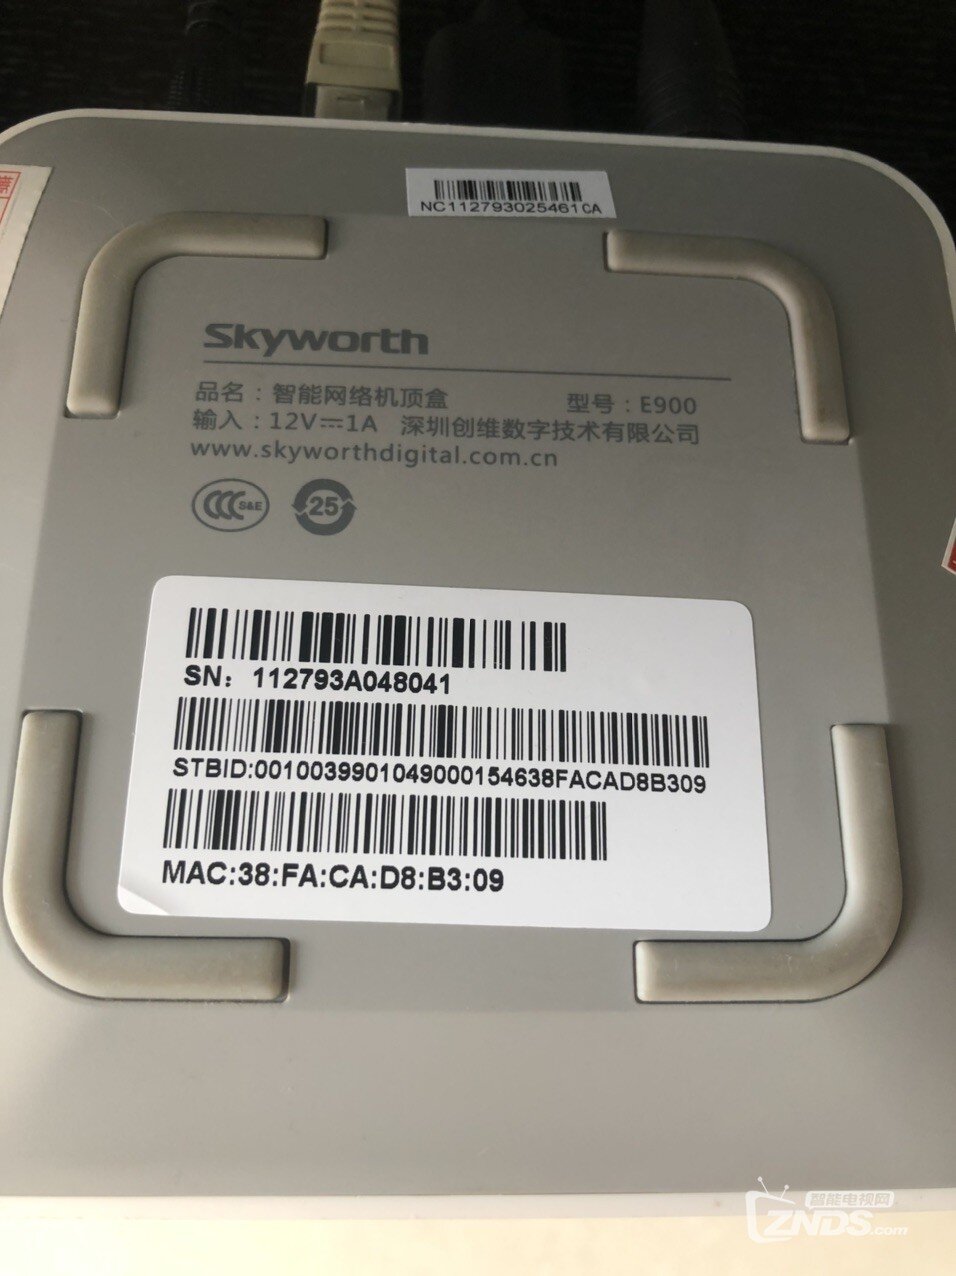 NC112793025461CA
Skyworth
品名：智能网络机顶盒 型号：E900
输入：12V⎓1A 深圳创维数字技术有限公司
www.skyworthdigital.com.cn
CCC S&E 25
SN: 112793A048041
STBID:0010039901049000154638FACAD8B309
MAC:38:FA:CA:D8:B3:09
智能电视网
ZNDS.com